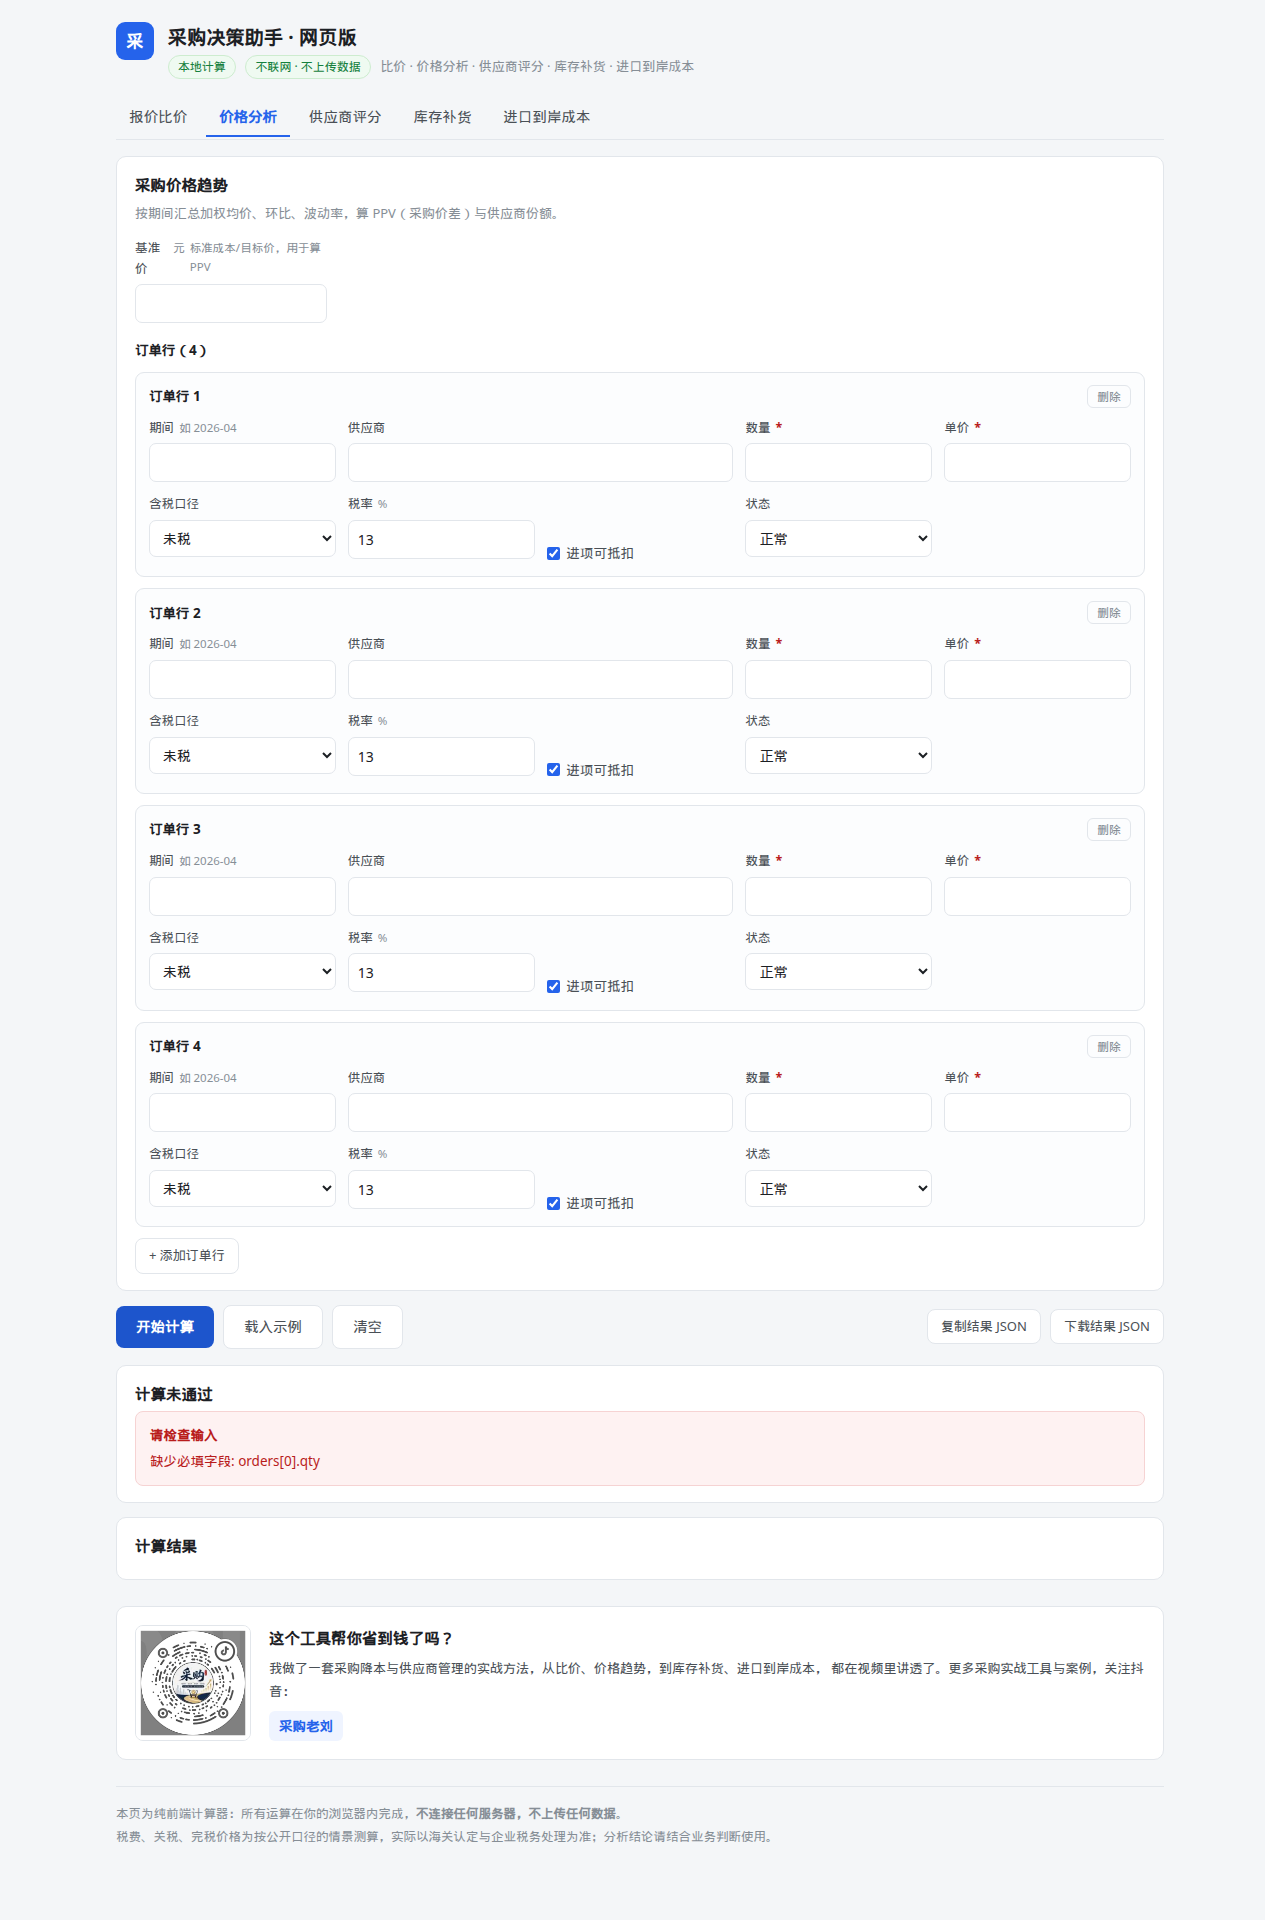 采
采购决策助手 · 网页版
本地计算 不联网 · 不上传数据 比价 · 价格分析 · 供应商评分 · 库存补货 · 进口到岸成本
报价比价 价格分析 供应商评分 库存补货 进口到岸成本
采购价格趋势
按期间汇总加权均价、环比、波动率，算 PPV（采购价差）与供应商份额。
基准价 元 标准成本/目标价，用于算 PPV
订单行（4）
订单行 1 删除
期间 如 2026-04 供应商 数量 * 单价 *
含税口径 税率 % 状态
未税 13 进项可抵扣 正常
订单行 2 删除
期间 如 2026-04 供应商 数量 * 单价 *
含税口径 税率 % 状态
未税 13 进项可抵扣 正常
订单行 3 删除
期间 如 2026-04 供应商 数量 * 单价 *
含税口径 税率 % 状态
未税 13 进项可抵扣 正常
订单行 4 删除
期间 如 2026-04 供应商 数量 * 单价 *
含税口径 税率 % 状态
未税 13 进项可抵扣 正常
+ 添加订单行
开始计算 载入示例 清空 复制结果 JSON 下载结果 JSON
计算未通过
请检查输入
缺少必填字段: orders[0].qty
计算结果
采购
这个工具帮你省到钱了吗？
我做了一套采购降本与供应商管理的实战方法，从比价、价格趋势，到库存补货、进口到岸成本， 都在视频里讲透了。更多采购实战工具与案例，关注抖
音：
采购老刘
本页为纯前端计算器：所有运算在你的浏览器内完成，不连接任何服务器，不上传任何数据。
税费、关税、完税价格为按公开口径的情景测算，实际以海关认定与企业税务处理为准；分析结论请结合业务判断使用。